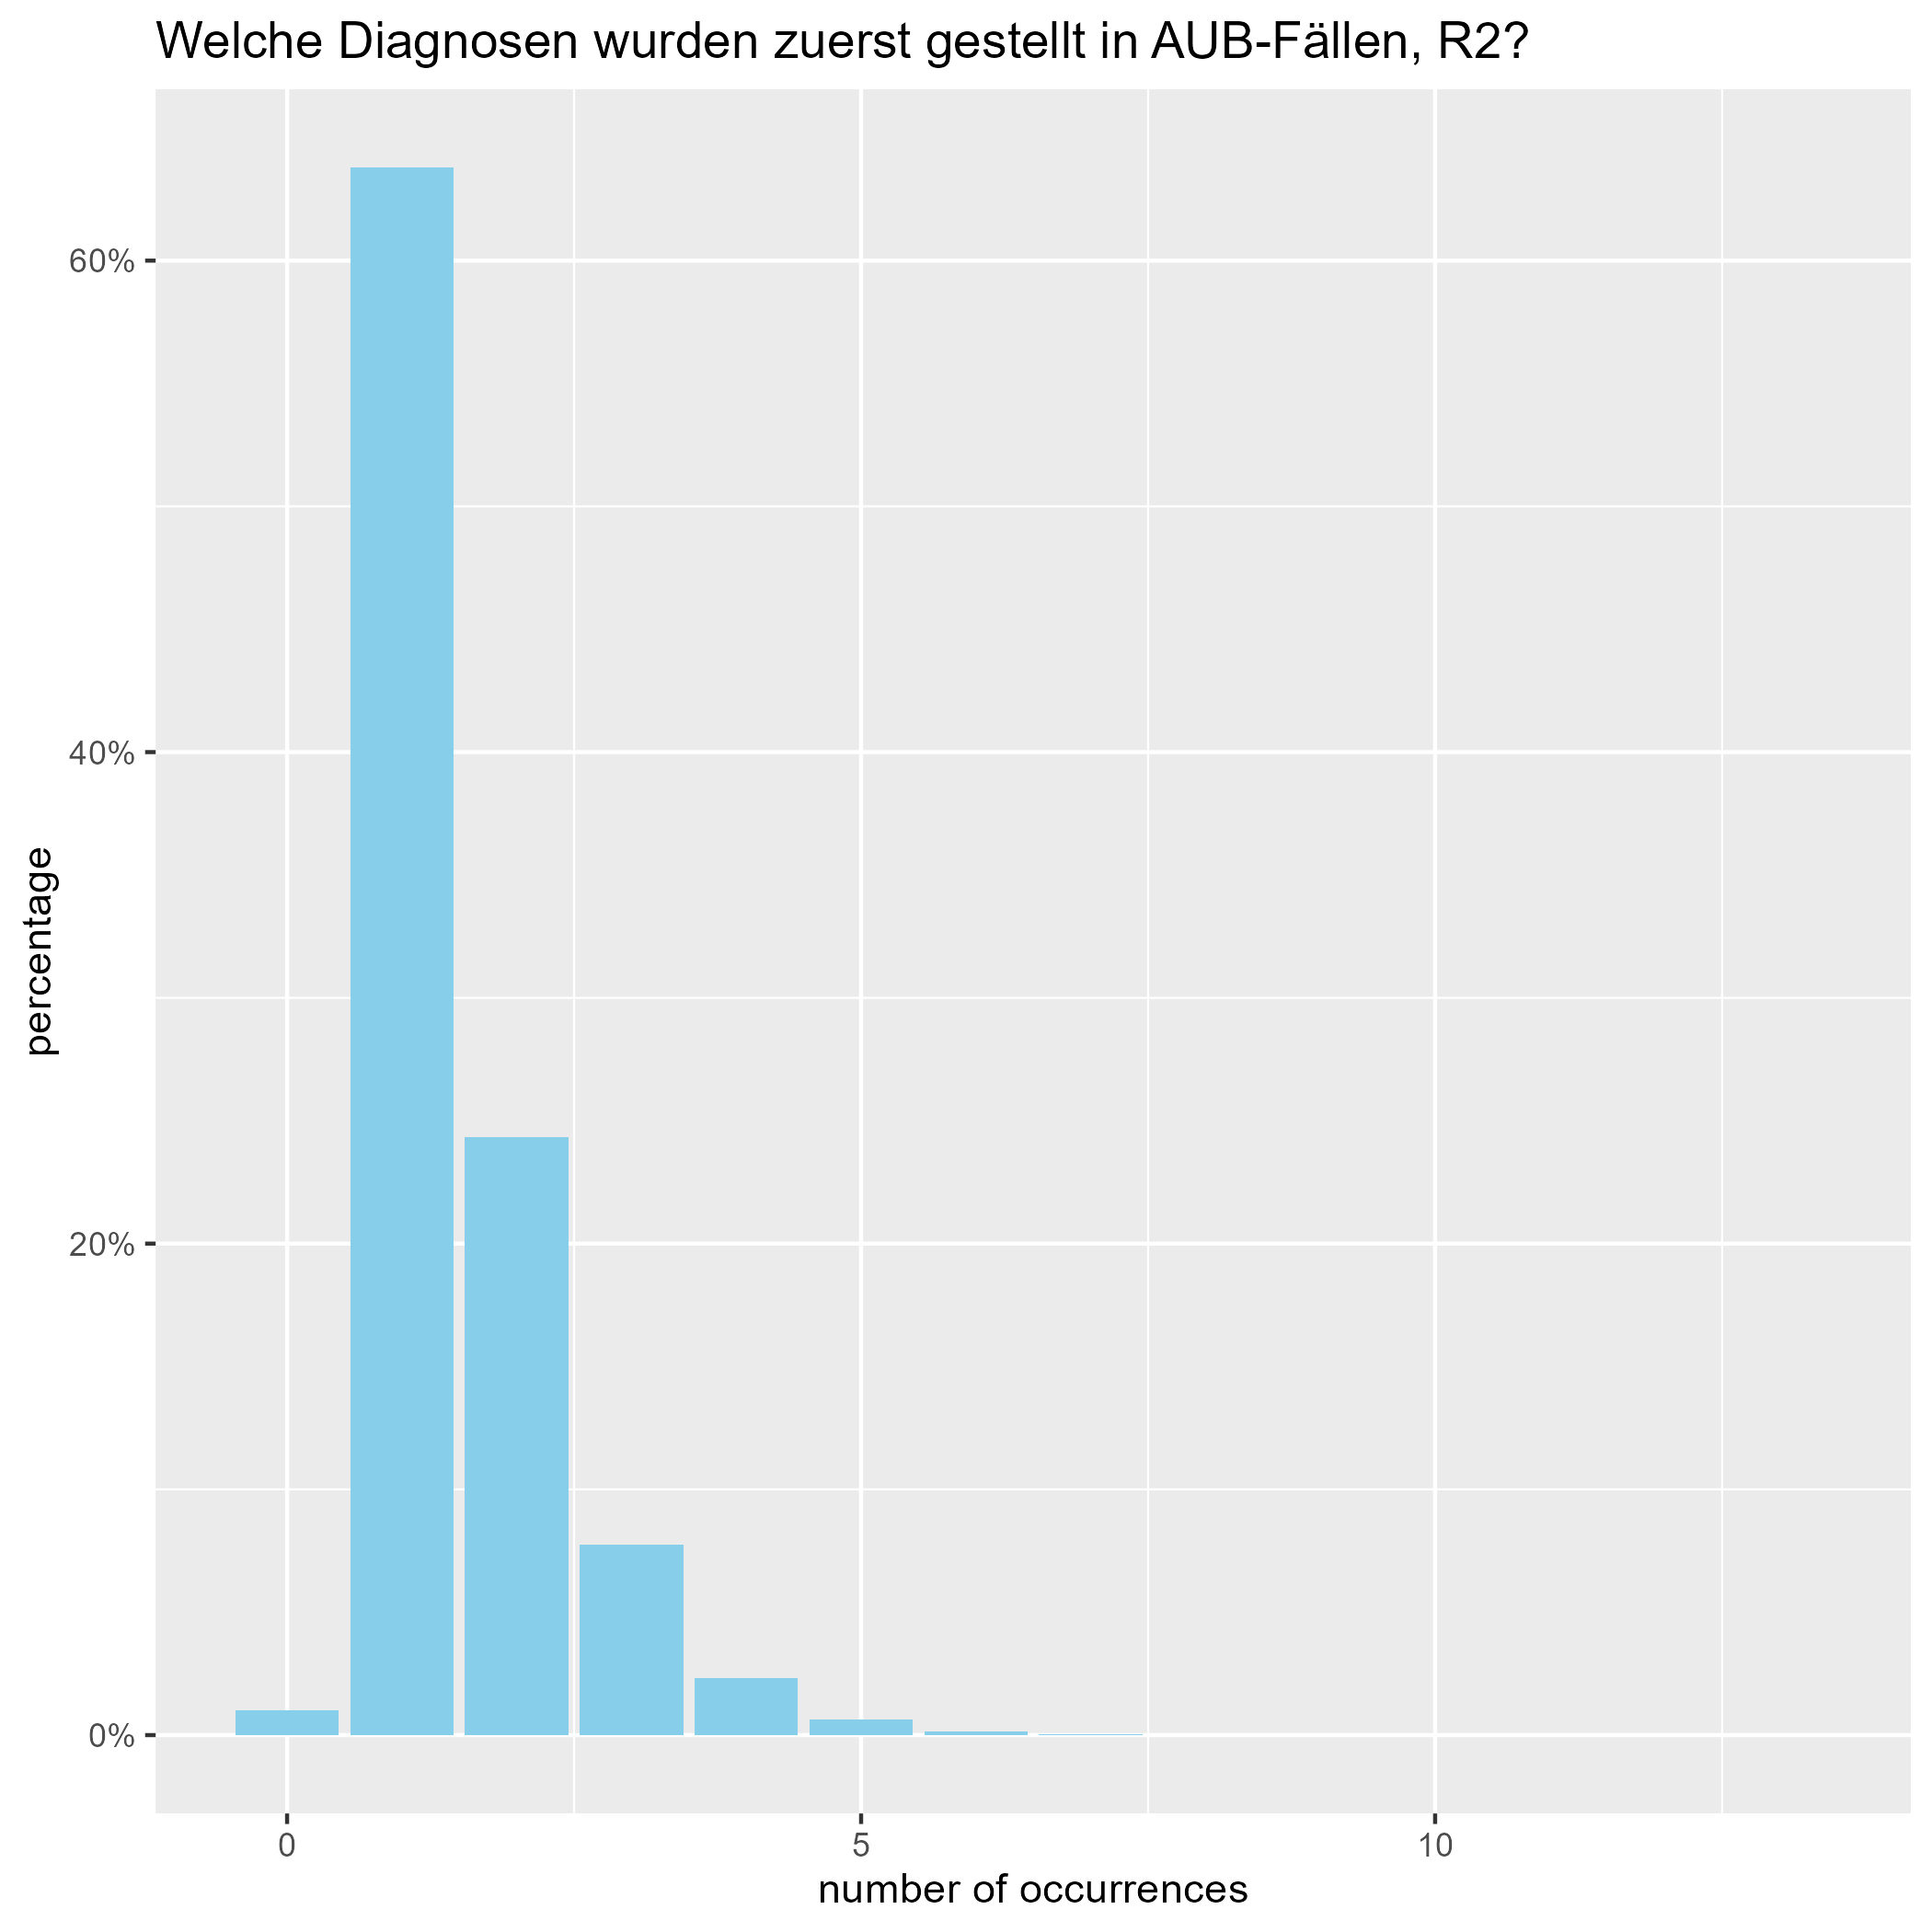 Welche Diagnosen wurden zuerst gestellt in AUB-Fällen, R2?
60%
40%
20%
0%
percentage
0
5
10
number of occurrences